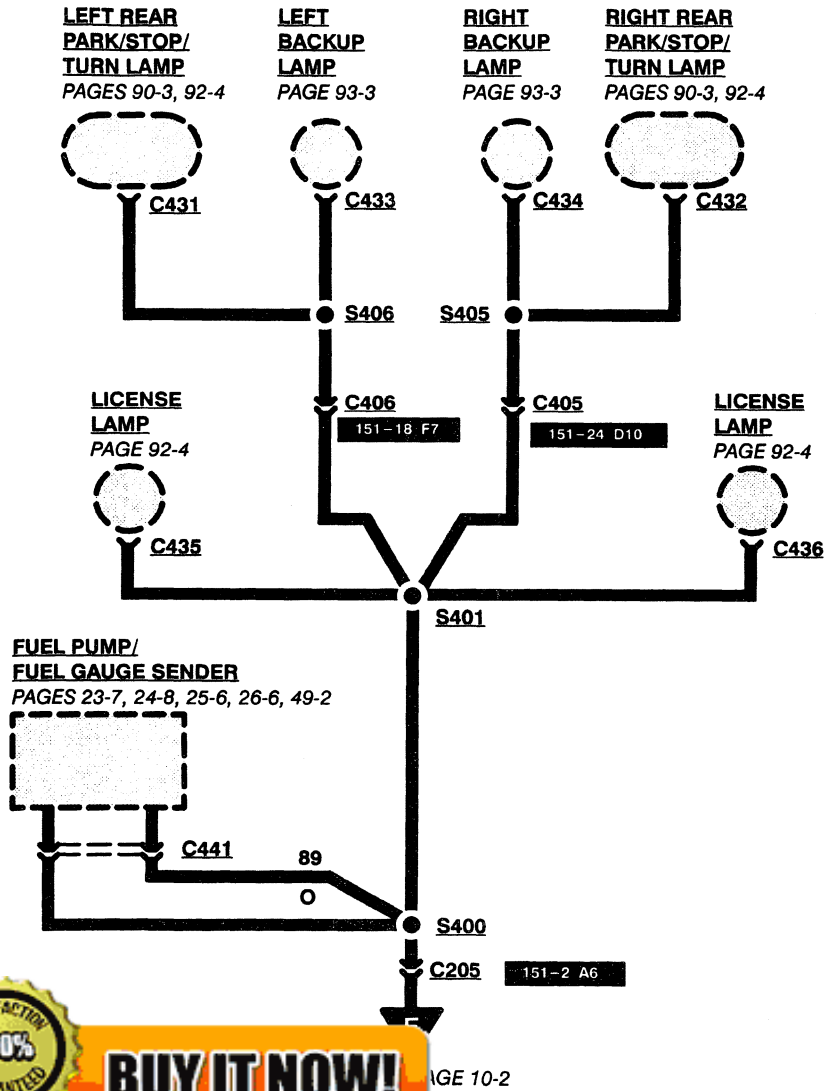 LEFT REAR
PARK/STOP/
TURN LAMP
PAGES 90-3, 92-4
LEFT
BACKUP
LAMP
PAGE 93-3
RIGHT
BACKUP
LAMP
PAGE 93-3
RIGHT REAR
PARK/STOP/
TURN LAMP
PAGES 90-3, 92-4
C431
C433
C434
C432
S406
S405
LICENSE
LAMP
PAGE 92-4
C406
151-18 F7
C405
151-24 D10
LICENSE
LAMP
PAGE 92-4
C435
C436
S401
FUEL PUMP/
FUEL GAUGE SENDER
PAGES 23-7, 24-8, 25-6, 26-6, 49-2
C441
89
O
S400
C205
151-2 A6
BUY IT NOW!
AGE 10-2